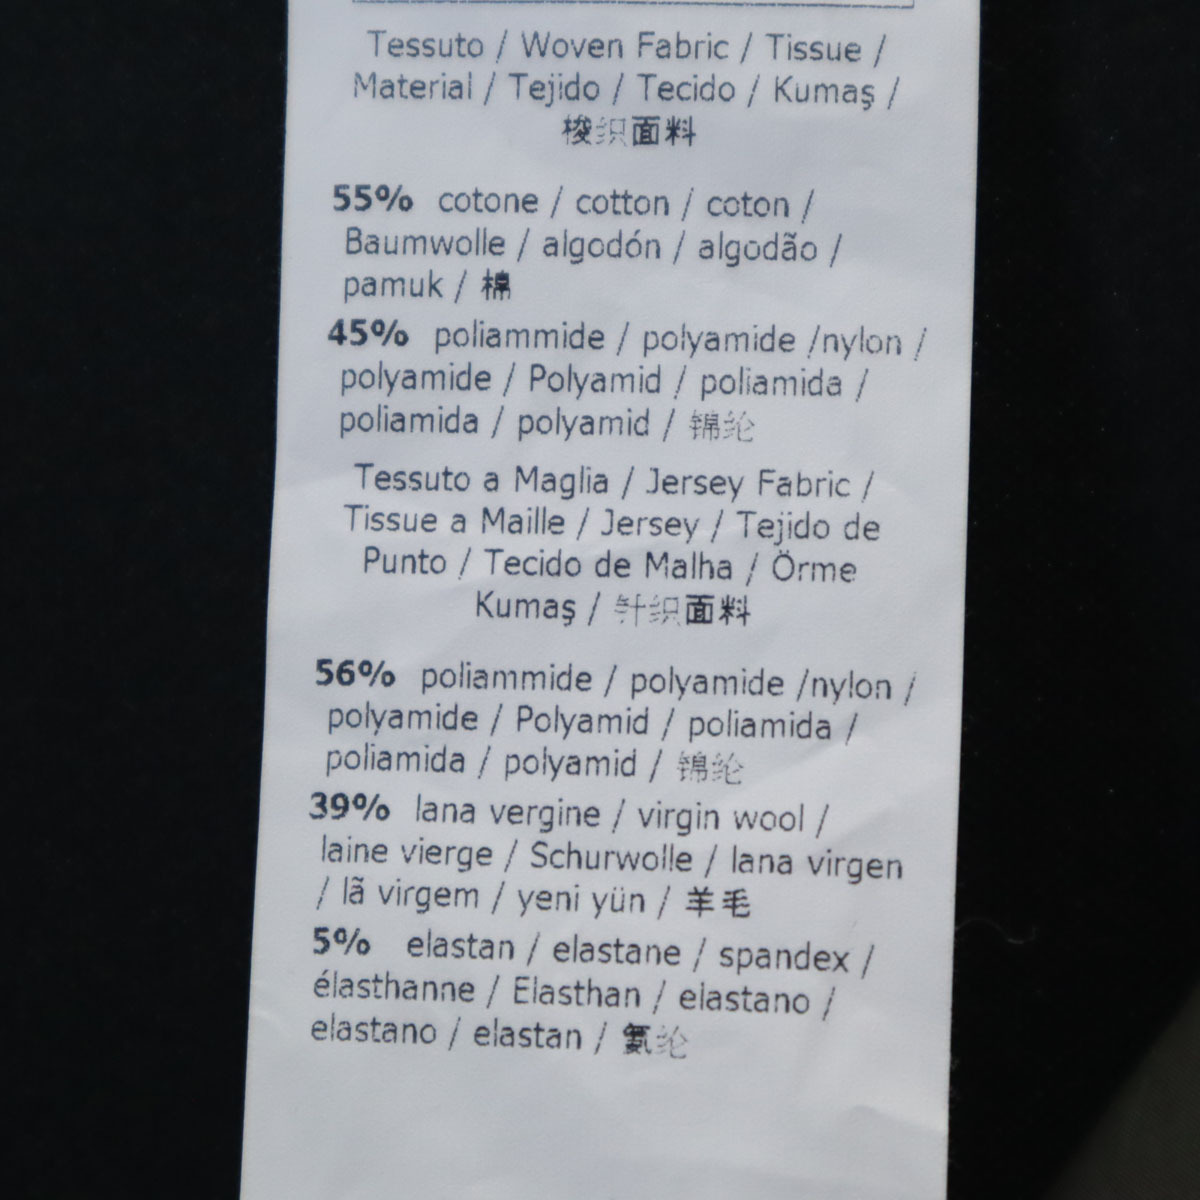 Tessuto / Woven Fabric / Tissue /
Material / Tejido / Tecido / Kumaş /
梭织面料
55% cotone / cotton / coton /
Baumwolle / algodón / algodão /
pamuk / 棉
45% poliammide / polyamide /nylon /
polyamide / Polyamid / poliamida /
poliamida / polyamid / 锦纶
Tessuto a Maglia / Jersey Fabric /
Tissue a Maille / Jersey / Tejido de
Punto / Tecido de Malha / Örme
Kumaş / 针织面料
56% poliammide / polyamide /nylon /
polyamide / Polyamid / poliamida /
poliamida / polyamid / 锦纶
39% lana vergine / virgin wool /
laine vierge / Schurwolle / lana virgen
/ lã virgem / yeni yün / 羊毛
5% elastan / elastane / spandex /
élasthanne / Elasthan / elastano /
elastano / elastan / 氨纶